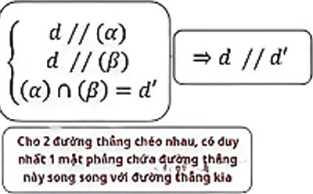 d // (α)
d // (β)
(α) ∩ (β) = d'
⇒ d // d'
Cho 2 đường thẳng chéo nhau, có duy
nhất 1 mặt phẳng chứa đường thẳng
này song song với đường thẳng kia